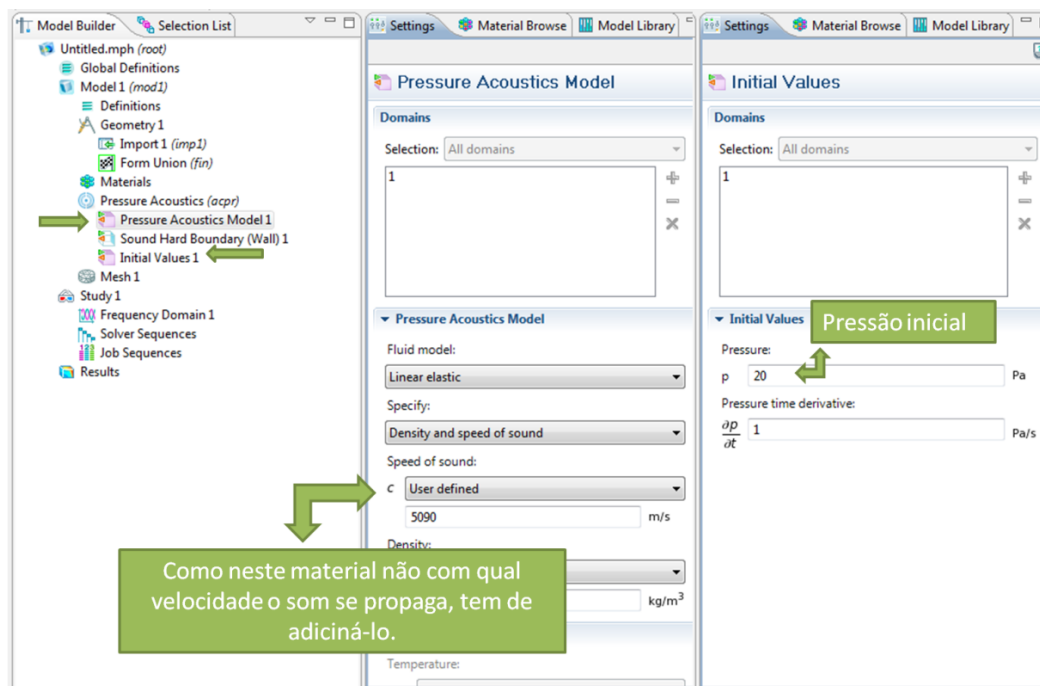 Model Builder
Selection List
Untitled.mph (root)
Global Definitions
Model 1 (mod1)
Definitions
Geometry 1
Import 1 (imp1)
Form Union (fin)
Materials
Pressure Acoustics (acpr)
Pressure Acoustics Model 1
Sound Hard Boundary (Wall) 1
Initial Values 1
Mesh 1
Study 1
Frequency Domain 1
Solver Sequences
Job Sequences
Results
Settings
Material Browse
Model Library
Pressure Acoustics Model
Domains
Selection: All domains
1
Pressure Acoustics Model
Fluid model:
Linear elastic
Specify:
Density and speed of sound
Speed of sound:
c User defined
5090 m/s
Density:
kg/m³
Temperature:
Como neste material não com qual
velocidade o som se propaga, tem de
adiciná-lo.
Settings
Material Browse
Model Library
Initial Values
Domains
Selection: All domains
1
Initial Values
Pressão inicial
Pressure:
p 20 Pa
Pressure time derivative:
∂p/∂t 1 Pa/s